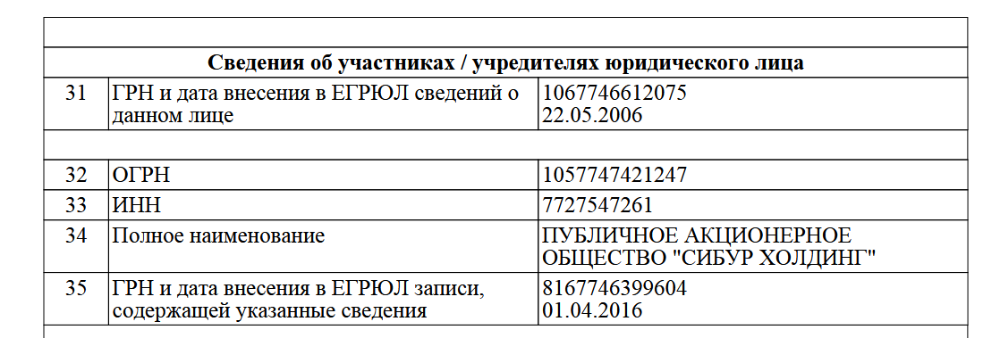 Сведения об участниках / учредителях юридического лица
31 ГРН и дата внесения в ЕГРЮЛ сведений о 1067746612075
данном лице 22.05.2006
32 ОГРН 1057747421247
33 ИНН 7727547261
34 Полное наименование ПУБЛИЧНОЕ АКЦИОНЕРНОЕ
ОБЩЕСТВО "СИБУР ХОЛДИНГ"
35 ГРН и дата внесения в ЕГРЮЛ записи, 8167746399604
содержащей указанные сведения 01.04.2016